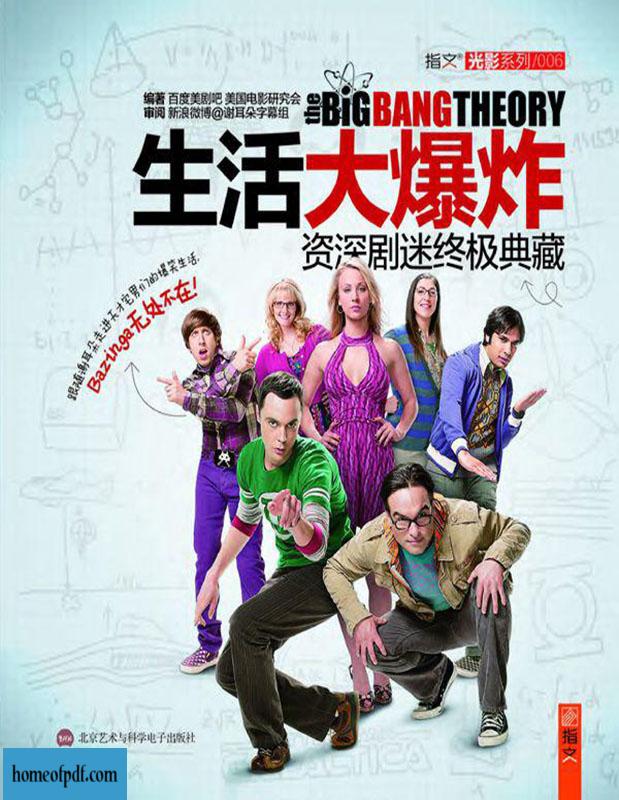 指文® 光影系列/006
编著 百度美剧吧 美国电影研究会
审阅 新浪微博@谢耳朵字幕组
the BIG BANG THEORY
生活大爆炸
资深剧迷终极典藏
跟随谢耳朵走进天才宅男们的爆笑生活,
Bazinga无处不在!
北京艺术与科学电子出版社
指文
homeofpdf.com